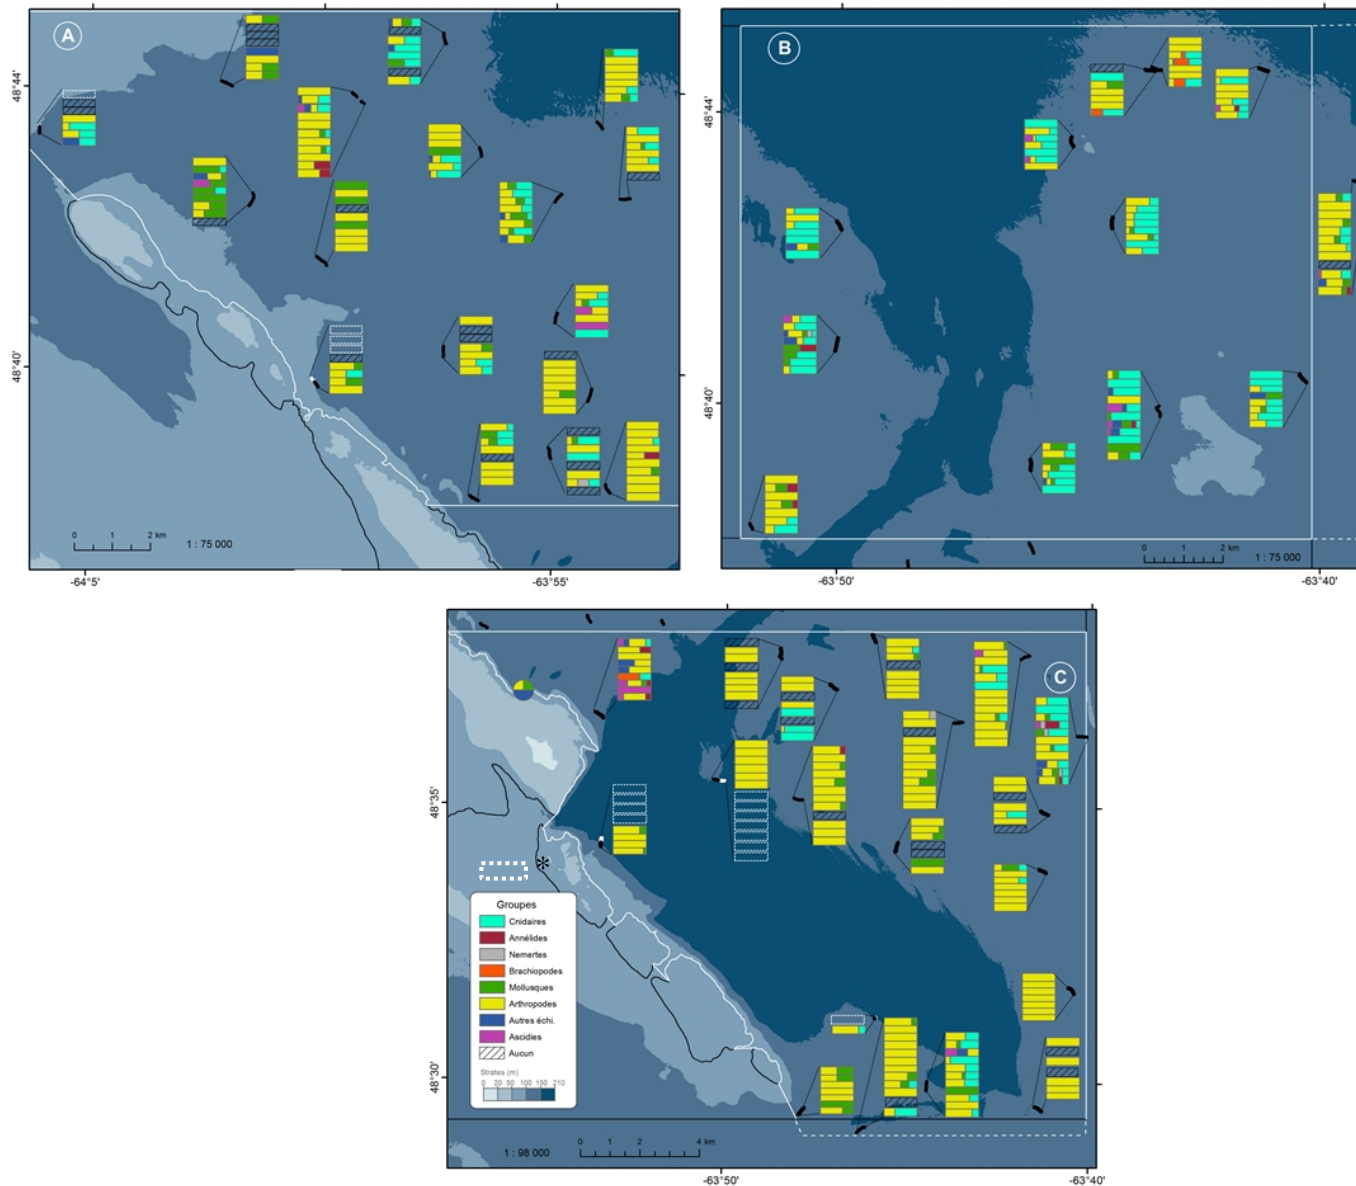 A
48°44'
48°40'
0 1 2 km
1 : 75 000
-64°5'
-63°55'
B
48°44'
48°40'
0 1 2 km
1 : 75 000
-63°50'
-63°40'
C
48°35'
48°30'
*
Groupes
Cnidaires
Annélides
Nemertes
Brachiopodes
Mollusques
Arthropodes
Autres échi.
Ascidies
Aucun
Strates (m)
0 20 50 100 150 210
1 : 98 000
0 2 4 km
-63°50'
-63°40'